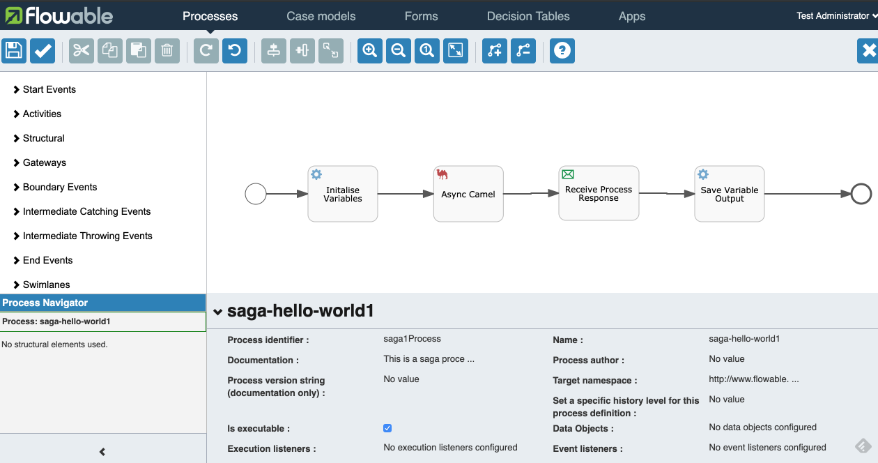 flowable
Processes
Case models
Forms
Decision Tables
Apps
Test Administrator
Start Events
Activities
Structural
Gateways
Boundary Events
Intermediate Catching Events
Intermediate Throwing Events
End Events
Swimlanes
Process Navigator
Process: saga-hello-world1
No structural elements used.
Initalise
Variables
Async Camel
Receive Process
Response
Save Variable
Output
saga-hello-world1
Process identifier :
saga1Process
Name :
saga-hello-world1
Documentation :
This is a saga proce ...
Process author :
No value
Process version string
(documentation only) :
No value
Target namespace :
http://www.flowable. ...
Set a specific history level for this
process definition :
No value
Is executable :
Data Objects :
No data objects configured
Execution listeners :
No execution listeners configured
Event listeners :
No event listeners configured